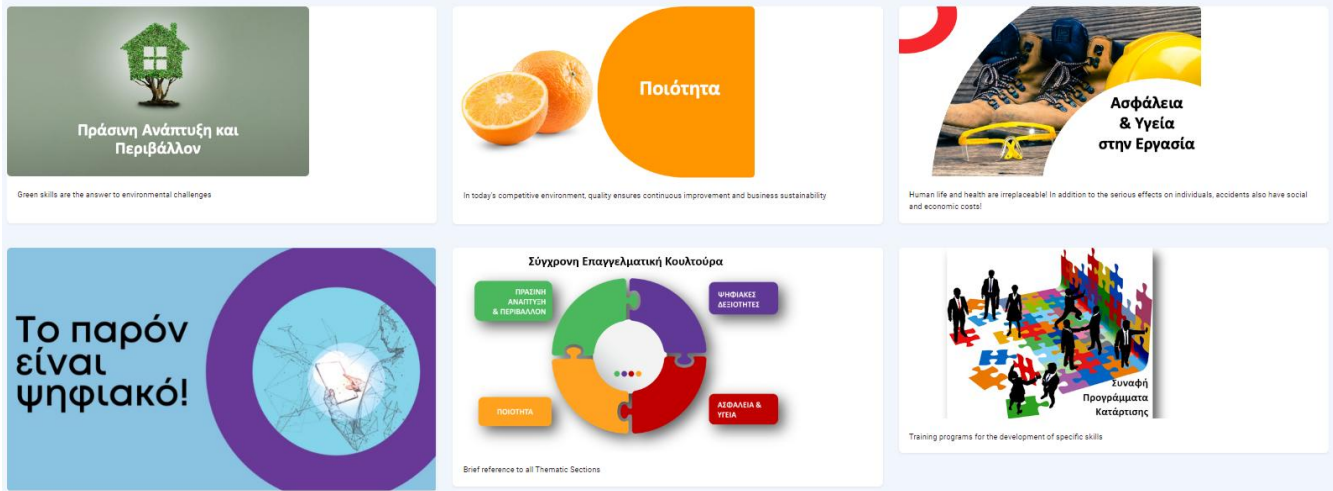 Πράσινη Ανάπτυξη και
Περιβάλλον
Green skills are the answer to environmental challenges
Ποιότητα
In today's competitive environment, quality ensures continuous improvement and business sustainability
Ασφάλεια
& Υγεία
στην Εργασία
Human life and health are irreplaceable! In addition to the serious effects on individuals, accidents also have social
and economic costs!
Το παρόν
είναι
ψηφιακό!
Σύγχρονη Επαγγελματική Κουλτούρα
ΠΡΑΣΙΝΗ
ΑΝΑΠΤΥΞΗ
& ΠΕΡΙΒΑΛΛΟΝ
ΨΗΦΙΑΚΕΣ
ΔΕΞΙΟΤΗΤΕΣ
ΠΟΙΟΤΗΤΑ
ΑΣΦΑΛΕΙΑ &
ΥΓΕΙΑ
Brief reference to all Thematic Sections
Συναφή
Προγράμματα
Κατάρτισης
Training programs for the development of specific skills